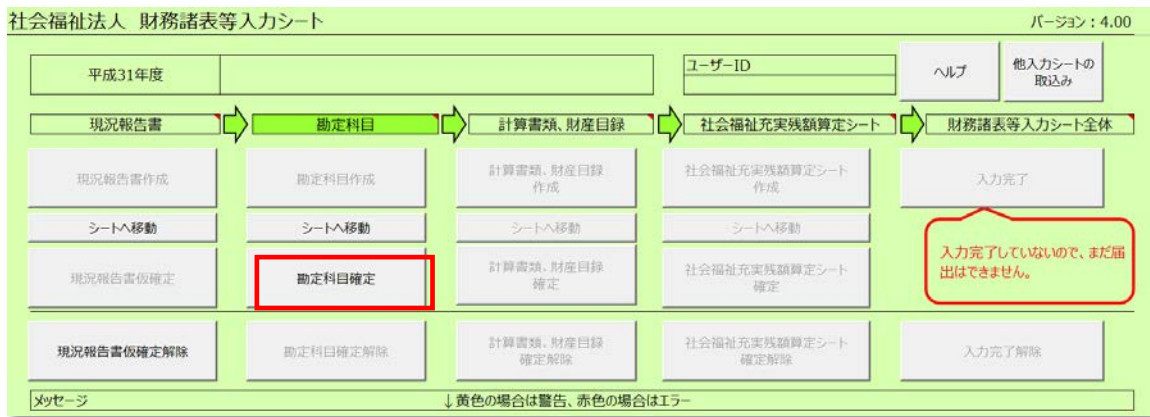 社会福祉法人 財務諸表等入力シート
バージョン：4.00
平成31年度
ユーザーID
ヘルプ
他入力シートの
取込み
現況報告書
勘定科目
計算書類、財産目録
社会福祉充実残額算定シート
財務諸表等入力シート全体
現況報告書作成
勘定科目作成
計算書類、財産目録
作成
社会福祉充実残額算定シート
作成
入力完了
シートへ移動
シートへ移動
シートへ移動
シートへ移動
入力完了していないので、まだ届
出はできません。
現況報告書仮確定
勘定科目確定
計算書類、財産目録
確定
社会福祉充実残額算定シート
確定
現況報告書仮確定解除
勘定科目確定解除
計算書類、財産目録
確定解除
社会福祉充実残額算定シート
確定解除
入力完了解除
メッセージ
↓黄色の場合は警告、赤色の場合はエラー